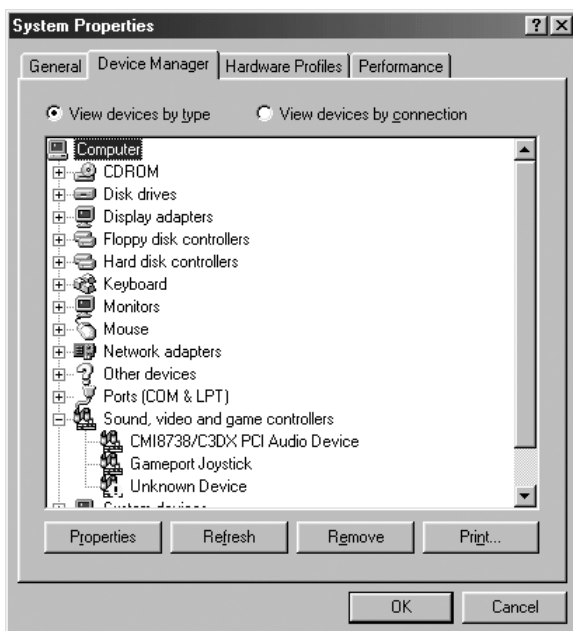 System Properties
General Device Manager Hardware Profiles Performance
View devices by type View devices by connection
Computer
CDROM
Disk drives
Display adapters
Floppy disk controllers
Hard disk controllers
Keyboard
Monitors
Mouse
Network adapters
Other devices
Ports (COM & LPT)
Sound, video and game controllers
CMI8738/C3DX PCI Audio Device
Gameport Joystick
Unknown Device
System devices
Properties Refresh Remove Print...
OK Cancel